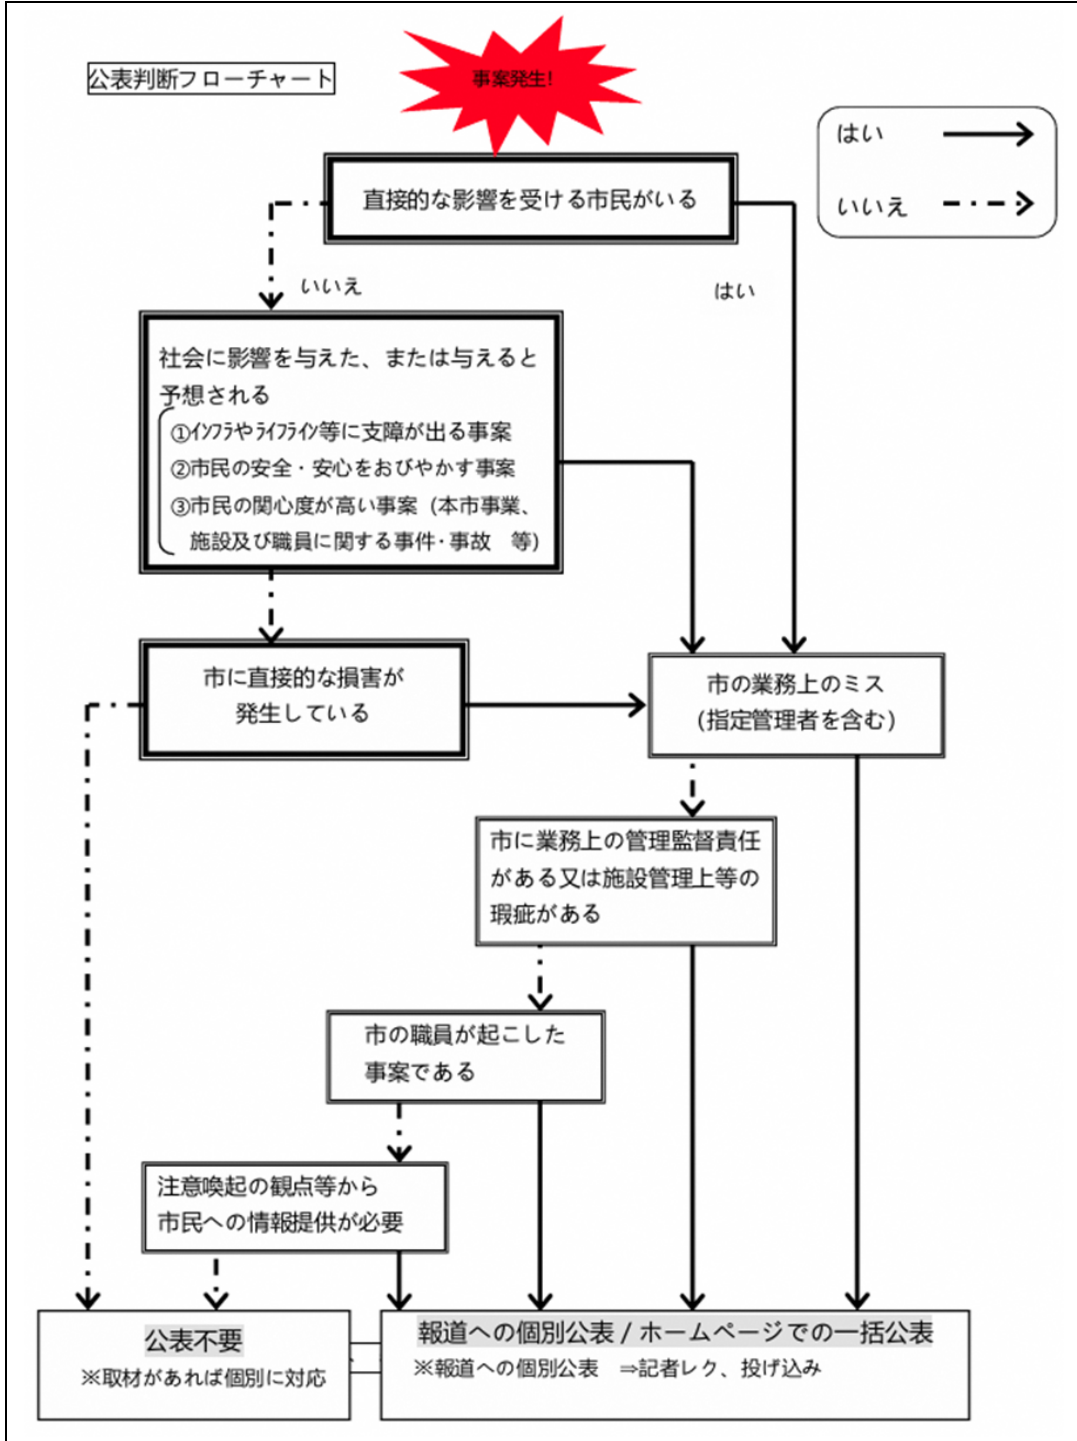 公表判断フローチャート
事案発生!
はい
いいえ
直接的な影響を受ける市民がいる
いいえ
はい
社会に影響を与えた、または与えると
予想される
①ｲﾝﾌﾗやﾗｲﾌﾗｲﾝ等に支障が出る事案
②市民の安全・安心をおびやかす事案
③市民の関心度が高い事案（本市事業、
施設及び職員に関する事件・事故　等）
市に直接的な損害が
発生している
市の業務上のミス
（指定管理者を含む）
市に業務上の管理監督責任
がある又は施設管理上等の
瑕疵がある
市の職員が起こした
事案である
注意喚起の観点等から
市民への情報提供が必要
公表不要
※取材があれば個別に対応
報道への個別公表 / ホームページでの一括公表
※報道への個別公表　⇒記者レク、投げ込み